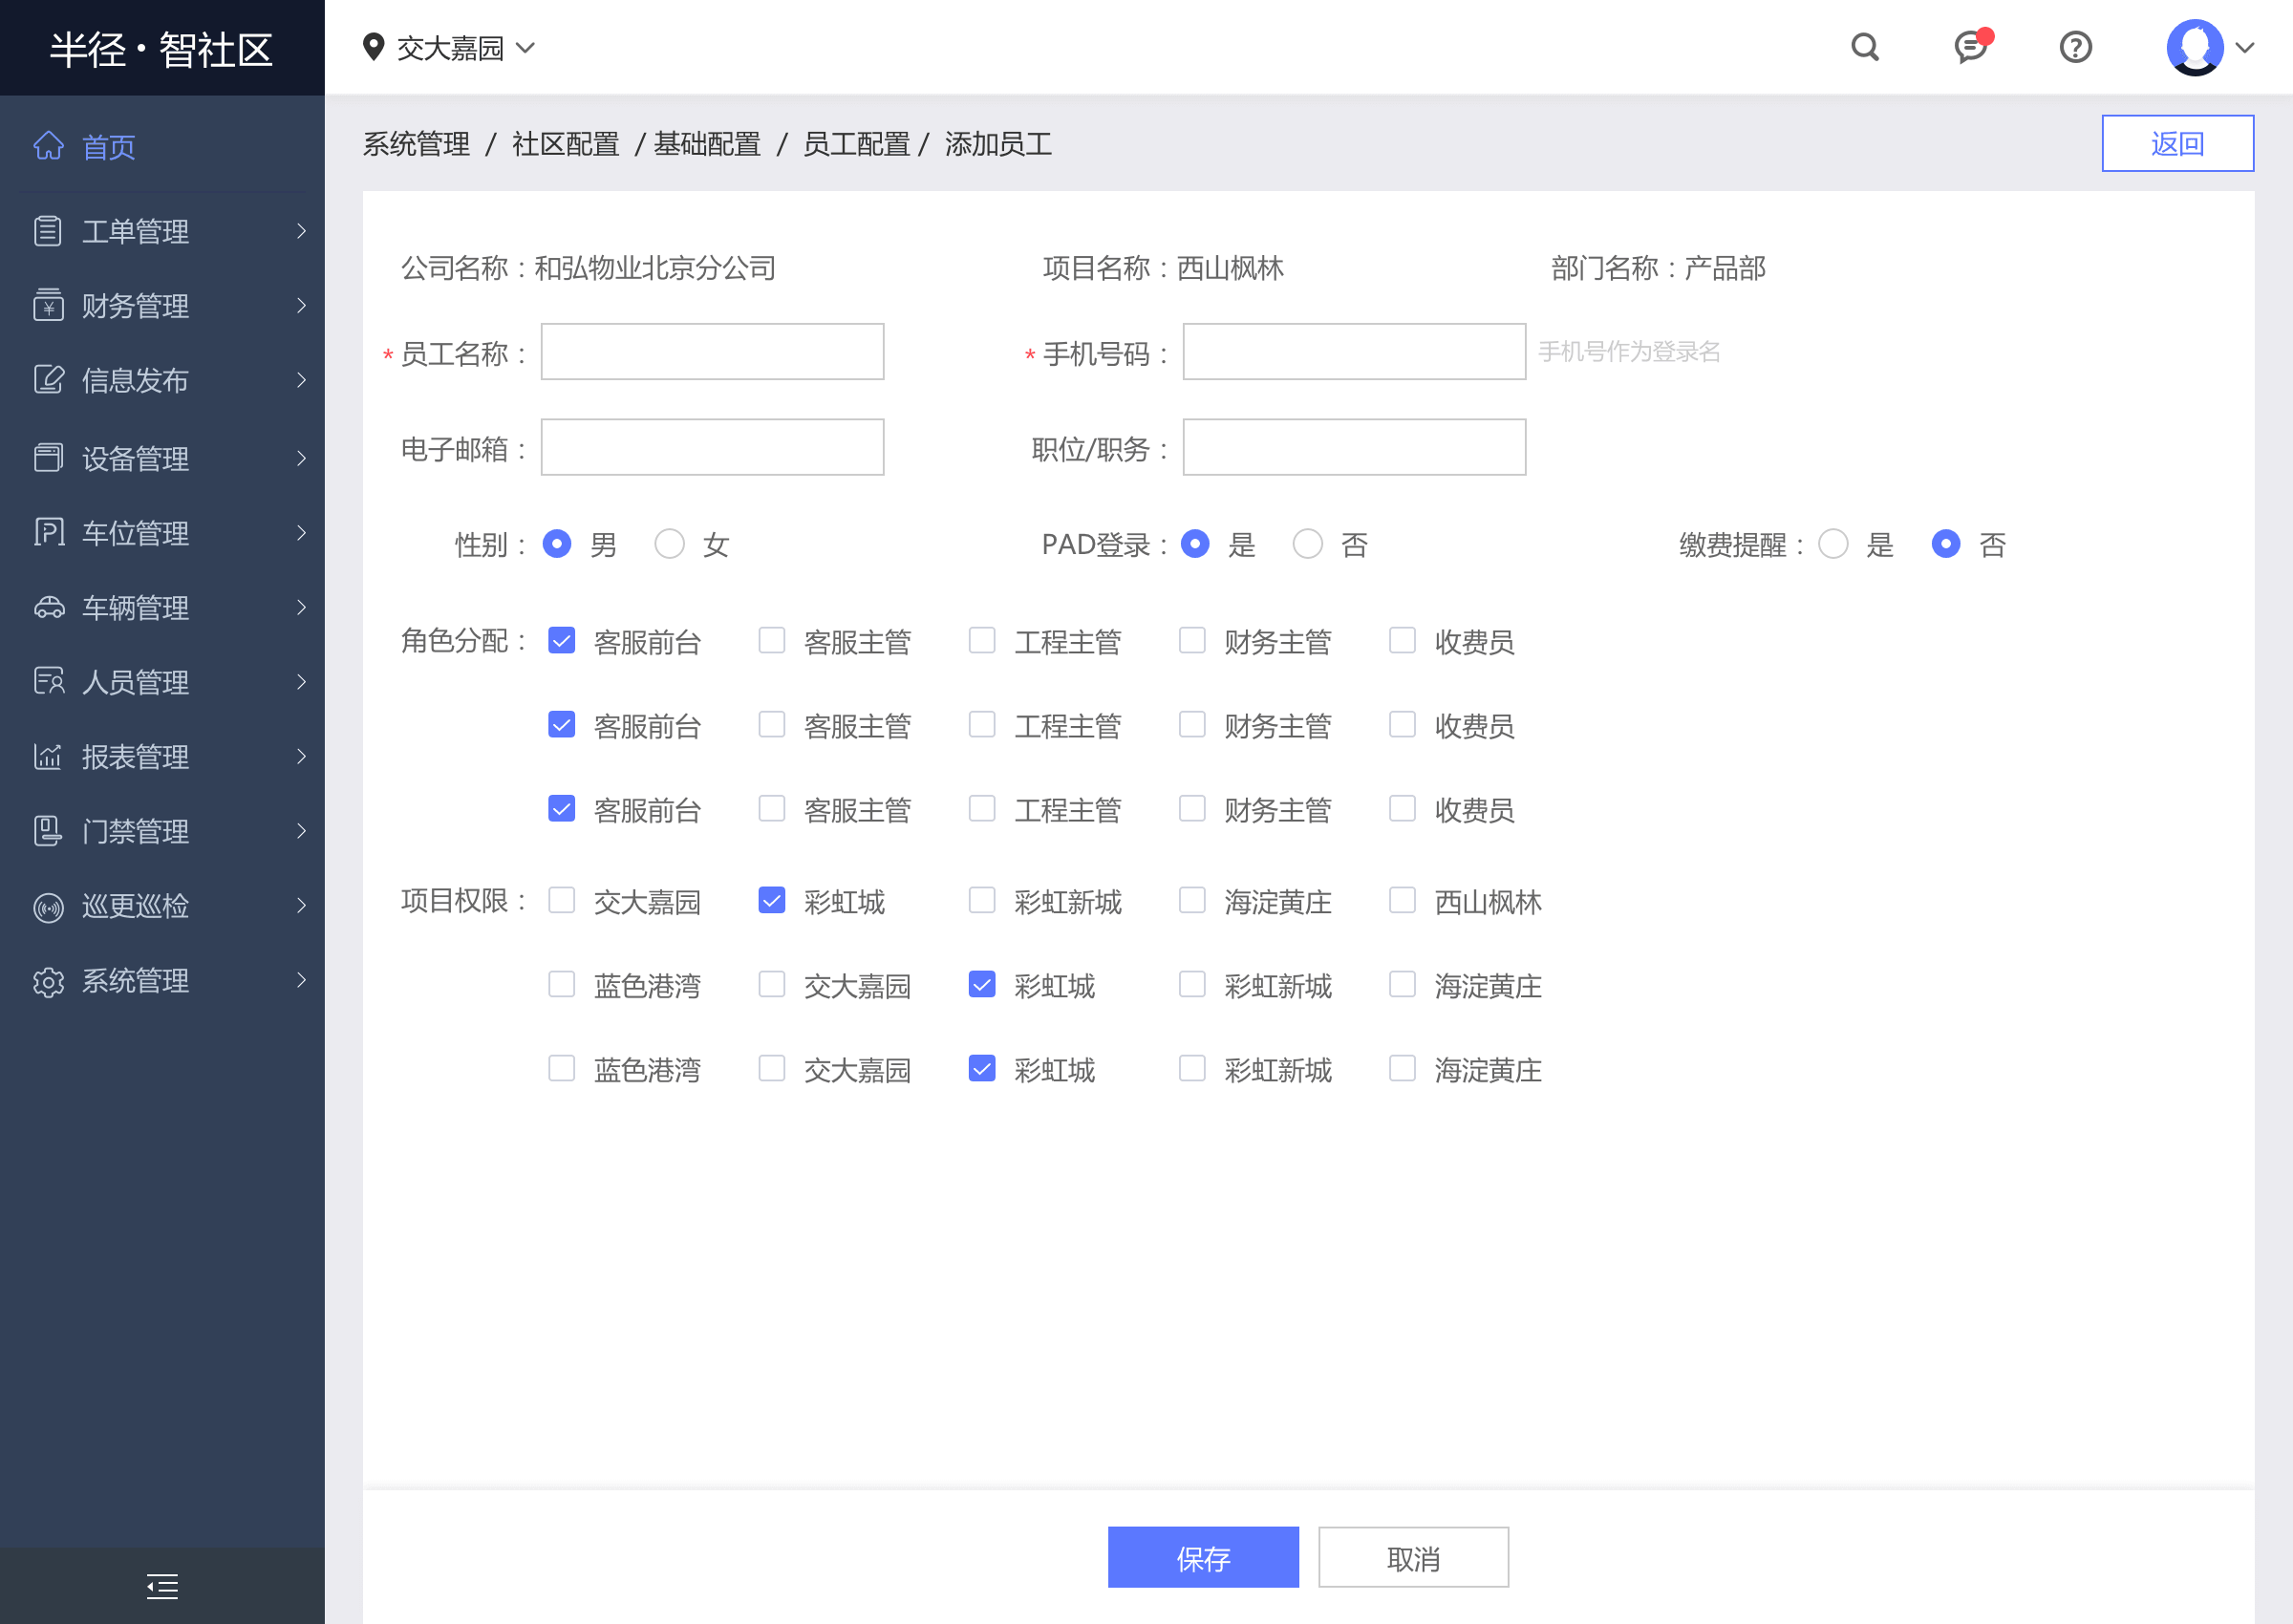 半径·智社区
交大嘉园
首页
工单管理
财务管理
信息发布
设备管理
车位管理
车辆管理
人员管理
报表管理
门禁管理
巡更巡检
系统管理
系统管理 / 社区配置 / 基础配置 / 员工配置 / 添加员工
返回
公司名称：和弘物业北京分公司 项目名称：西山枫林 部门名称：产品部
* 员工名称： * 手机号码： 手机号作为登录名
电子邮箱： 职位/职务：
性别： 男 女 PAD登录： 是 否 缴费提醒： 是 否
角色分配： 客服前台 客服主管 工程主管 财务主管 收费员
客服前台 客服主管 工程主管 财务主管 收费员
客服前台 客服主管 工程主管 财务主管 收费员
项目权限： 交大嘉园 彩虹城 彩虹新城 海淀黄庄 西山枫林
蓝色港湾 交大嘉园 彩虹城 彩虹新城 海淀黄庄
蓝色港湾 交大嘉园 彩虹城 彩虹新城 海淀黄庄
保存 取消